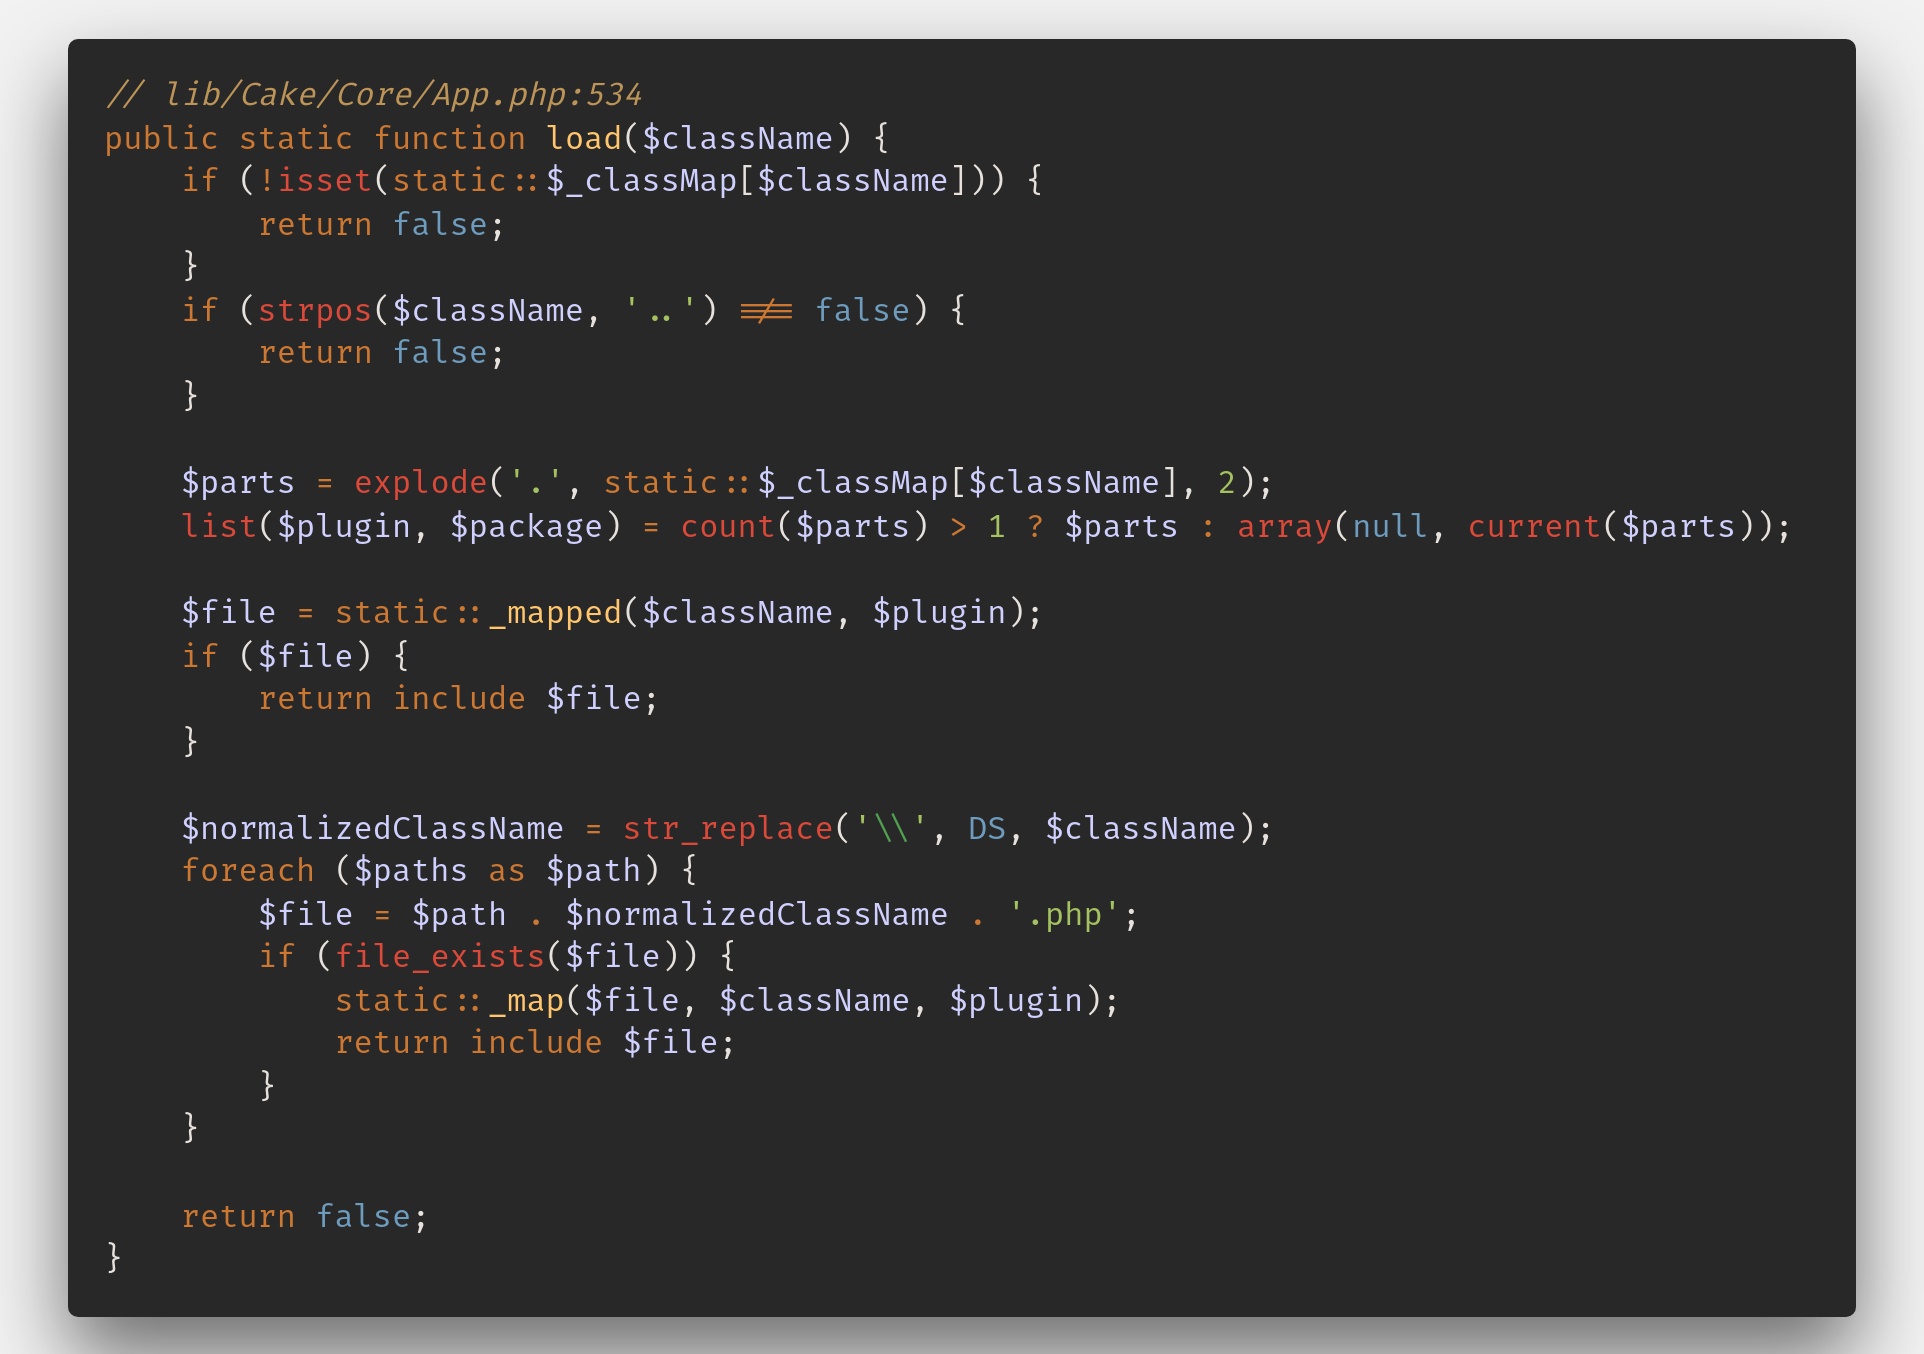 // lib/Cake/Core/App.php:534
public static function load($className) {
    if (!isset(static::$_classMap[$className])) {
        return false;
    }
    if (strpos($className, '..') !== false) {
        return false;
    }

    $parts = explode('.', static::$_classMap[$className], 2);
    list($plugin, $package) = count($parts) > 1 ? $parts : array(null, current($parts));

    $file = static::_mapped($className, $plugin);
    if ($file) {
        return include $file;
    }

    $normalizedClassName = str_replace('\\', DS, $className);
    foreach ($paths as $path) {
        $file = $path . $normalizedClassName . '.php';
        if (file_exists($file)) {
            static::_map($file, $className, $plugin);
            return include $file;
        }
    }

    return false;
}